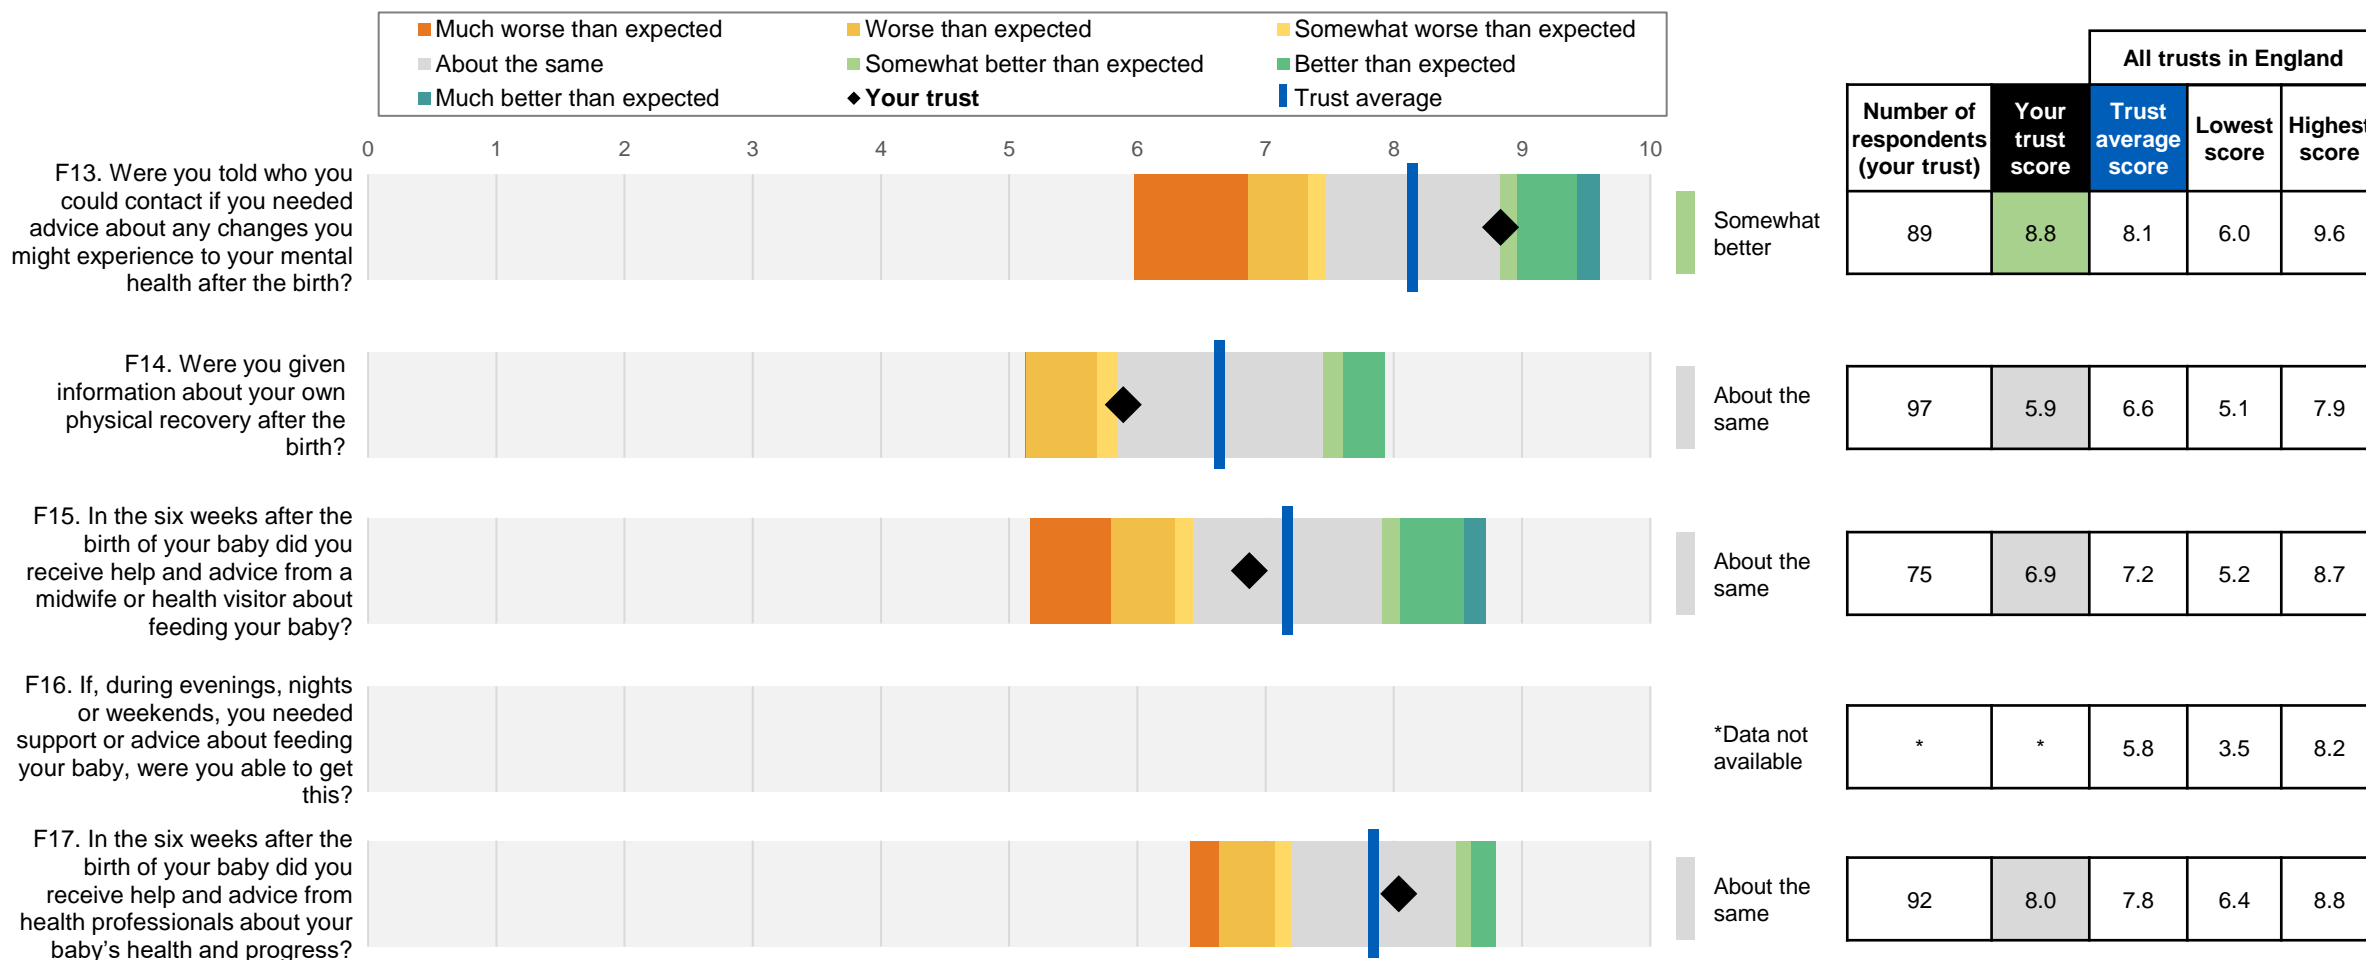 Much worse than expected
Worse than expected
Somewhat worse than expected
About the same
Somewhat better than expected
Better than expected
Much better than expected
Your trust
Trust average
All trusts in England
Number of
respondents
(your trust)
Your
trust
score
Trust
average
score
Lowest
score
Highest
score
0 1 2 3 4 5 6 7 8 9 10
F13. Were you told who you
could contact if you needed
advice about any changes you
might experience to your mental
health after the birth?
Somewhat
better
89 8.8 8.1 6.0 9.6
F14. Were you given
information about your own
physical recovery after the
birth?
About the
same
97 5.9 6.6 5.1 7.9
F15. In the six weeks after the
birth of your baby did you
receive help and advice from a
midwife or health visitor about
feeding your baby?
About the
same
75 6.9 7.2 5.2 8.7
F16. If, during evenings, nights
or weekends, you needed
support or advice about feeding
your baby, were you able to get
this?
*Data not
available
* * 5.8 3.5 8.2
F17. In the six weeks after the
birth of your baby did you
receive help and advice from
health professionals about your
baby’s health and progress?
About the
same
92 8.0 7.8 6.4 8.8